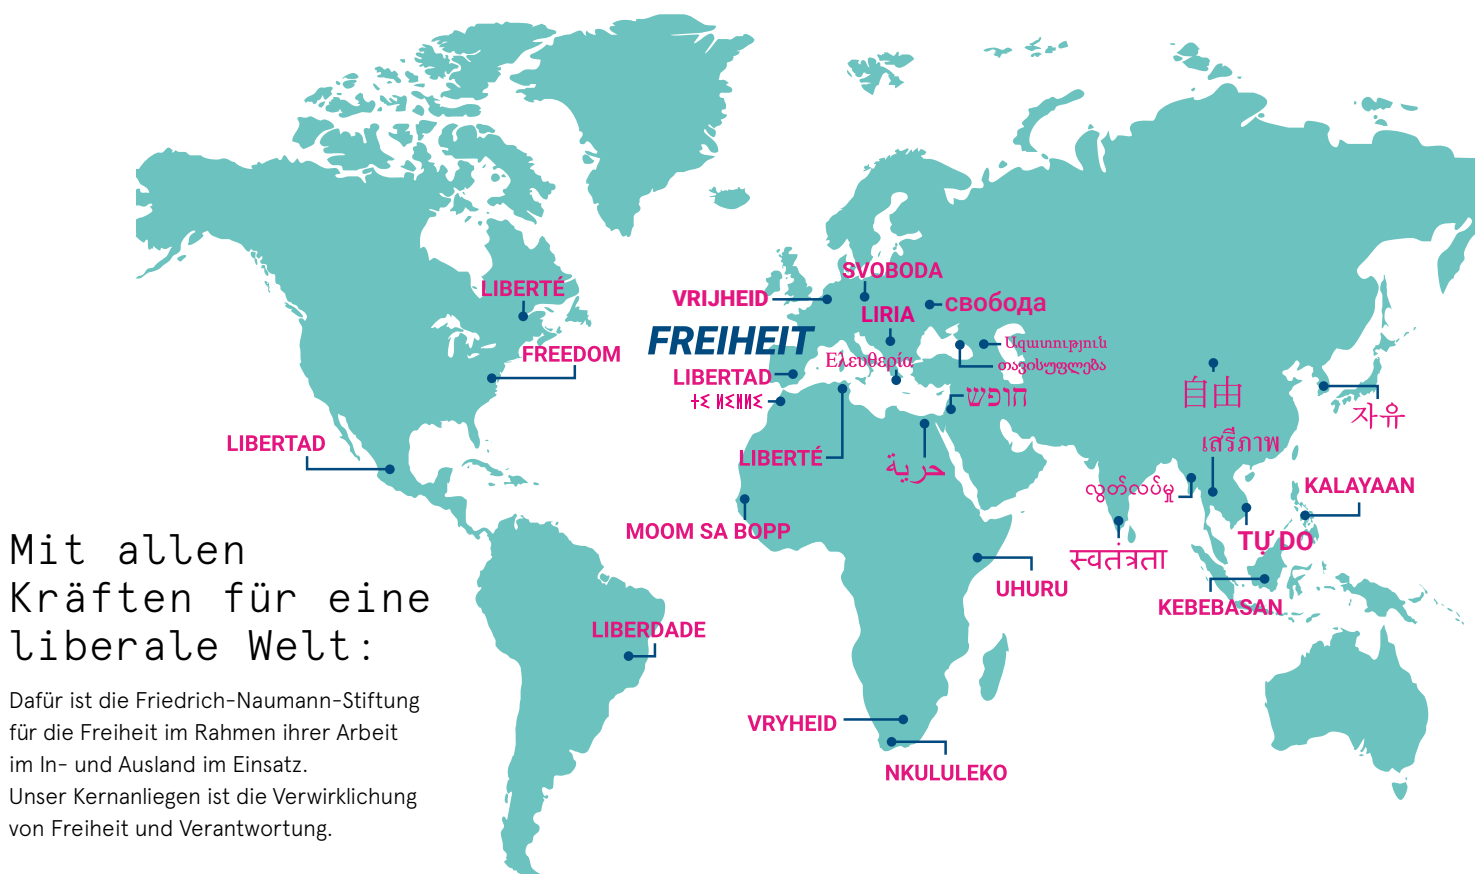 SVOBODA
LIBERTÉ
VRIJHEID
свобода
LIRIA
FREIHEIT
Ազատություն
FREEDOM
Ελευθερία
თავისუფლება
LIBERTAD
חופש
自由
ⵜⵉ ⵍⴻⵍⵍⵉ
자유
LIBERTAD
เสรีภาพ
LIBERTÉ
حرية
လွတ်လပ်မှု
KALAYAAN
MOOM SA BOPP
TỰ DO
स्वतंत्रता
UHURU
KEBEBASAN
LIBERDADE
VRYHEID
NKULULEKO
Mit allen
Kräften für eine
liberale Welt:
Dafür ist die Friedrich-Naumann-Stiftung
für die Freiheit im Rahmen ihrer Arbeit
im In- und Ausland im Einsatz.
Unser Kernanliegen ist die Verwirklichung
von Freiheit und Verantwortung.